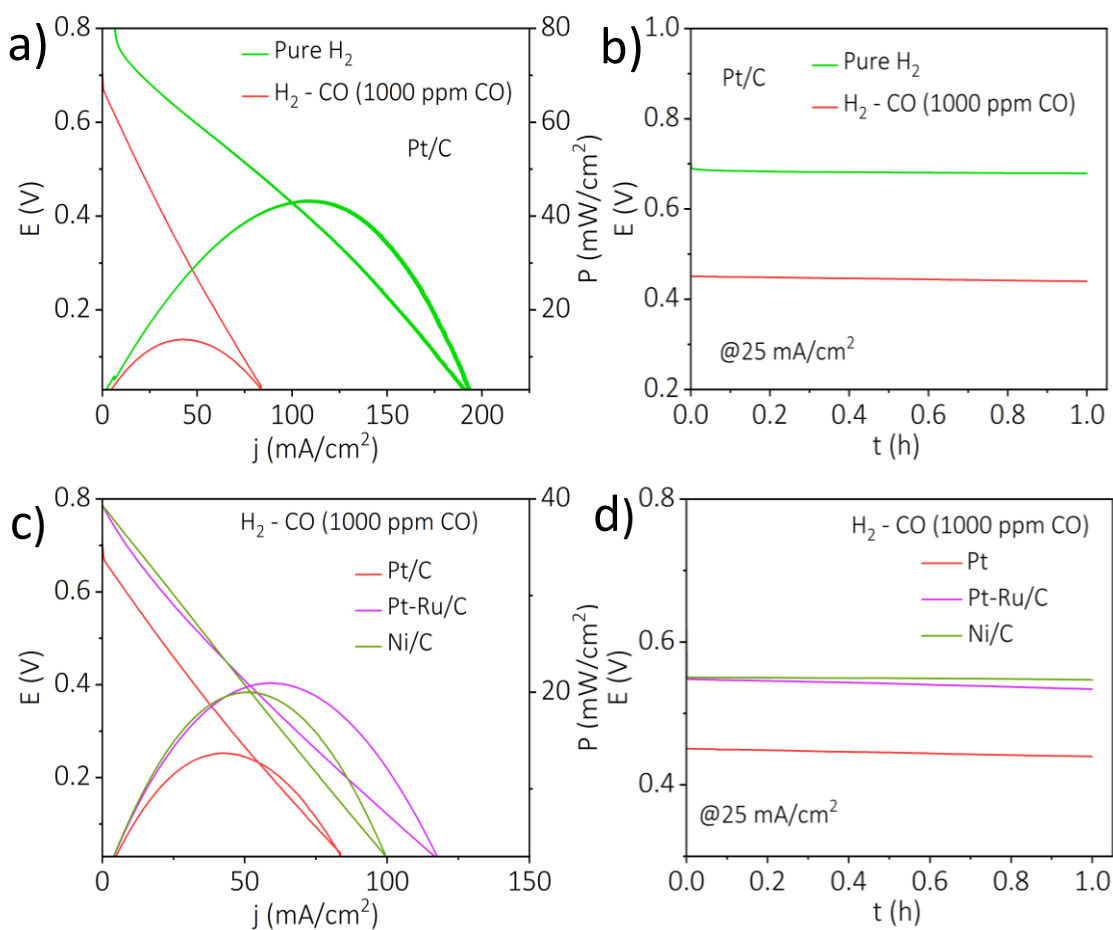 a)
Pure H₂
H₂ - CO (1000 ppm CO)
Pt/C
E (V)
0.8
0.6
0.4
0.2
P (mW/cm²)
80
60
40
20
0 50 100 150 200
j (mA/cm²)
b)
Pt/C
Pure H₂
H₂ - CO (1000 ppm CO)
@25 mA/cm²
E (V)
1.0
0.8
0.6
0.4
0.2
0.0 0.2 0.4 0.6 0.8 1.0
t (h)
c)
H₂ - CO (1000 ppm CO)
Pt/C
Pt-Ru/C
Ni/C
E (V)
0.8
0.6
0.4
0.2
P (mW/cm²)
40
20
0 50 100 150
j (mA/cm²)
d)
H₂ - CO (1000 ppm CO)
Pt
Pt-Ru/C
Ni/C
@25 mA/cm²
E (V)
0.8
0.6
0.4
0.0 0.2 0.4 0.6 0.8 1.0
t (h)